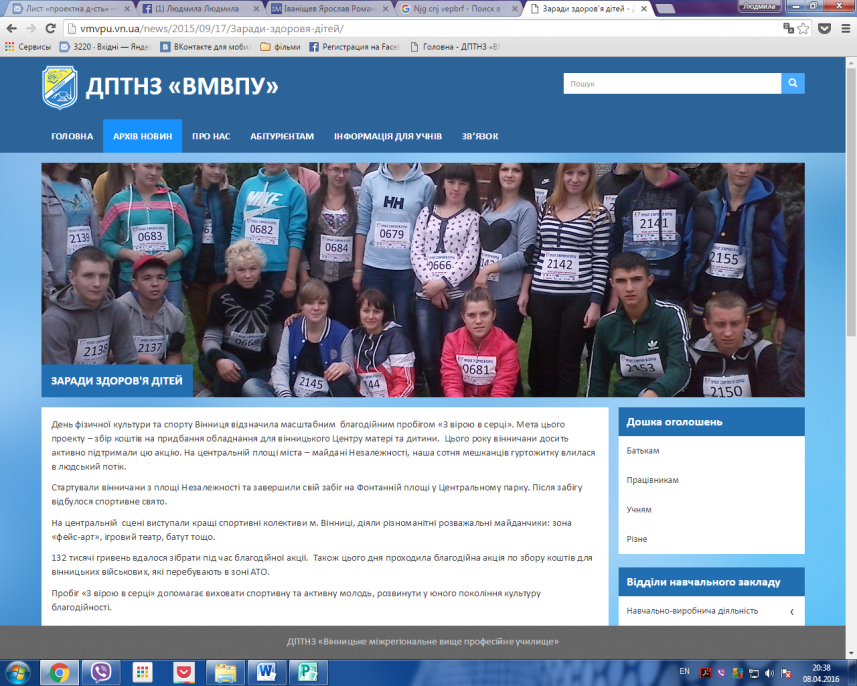 Лист «проектна д-сть» —
(1) Людмила Людмила
Іваніщев Ярослав Роман
Njg cnj vepbrf - Поиск в
Заради здоров'я дітей - Д
Людмила
vmvpu.vn.ua/news/2015/09/17/Заради-здоровя-дітей/
Сервисы
3220 · Вхідні — Яндек
ВКонтакте для мобил
фільми
Регистрация на Faceb
Головна - ДПТНЗ «ВМ
ДПТНЗ «ВМВПУ»
Пошук
ГОЛОВНА
АРХІВ НОВИН
ПРО НАС
АБІТУРІЄНТАМ
ІНФОРМАЦІЯ ДЛЯ УЧНІВ
ЗВ'ЯЗОК
2139
0683
67
0682
0684
HH
0679
0666
2142
2141
2155
2138
2137
066
2145
144
0681
2153
2150
ЗАРАДИ ЗДОРОВ'Я ДІТЕЙ
День фізичної культури та спорту Вінниця відзначила масштабним благодійним пробігом «З вірою в серці». Мета цього
проекту – збір коштів на придбання обладнання для вінницького Центру матері та дитини. Цього року вінничани досить
активно підтримали цю акцію. На центральній площі міста – майдані Незалежності, наша сотня мешканців гуртожитку влилася
в людський потік.
Стартували вінничани з площі Незалежності та завершили свій забіг на Фонтанній площі у Центральному парку. Після забігу
відбулося спортивне свято.
На центральній сцені виступали кращі спортивні колективи м. Вінниці, діяли різноманітні розважальні майданчики: зона
«фейс-арт», ігровий театр, батут тощо.
132 тисячі гривень вдалося зібрати під час благодійної акції. Також цього дня проходила благодійна акція по збору коштів для
вінницьких військових, які перебувають в зоні АТО.
Пробіг «З вірою в серці» допомагає виховати спортивну та активну молодь, розвинути у юного покоління культуру
благодійності.
Дошка оголошень
Батькам
Працівникам
Учням
Різне
Відділи навчального закладу
Навчально-виробнича діяльність
ДПТНЗ «Вінницьке міжрегіональне вище професійне училище»
EN
20:38
08.04.2016